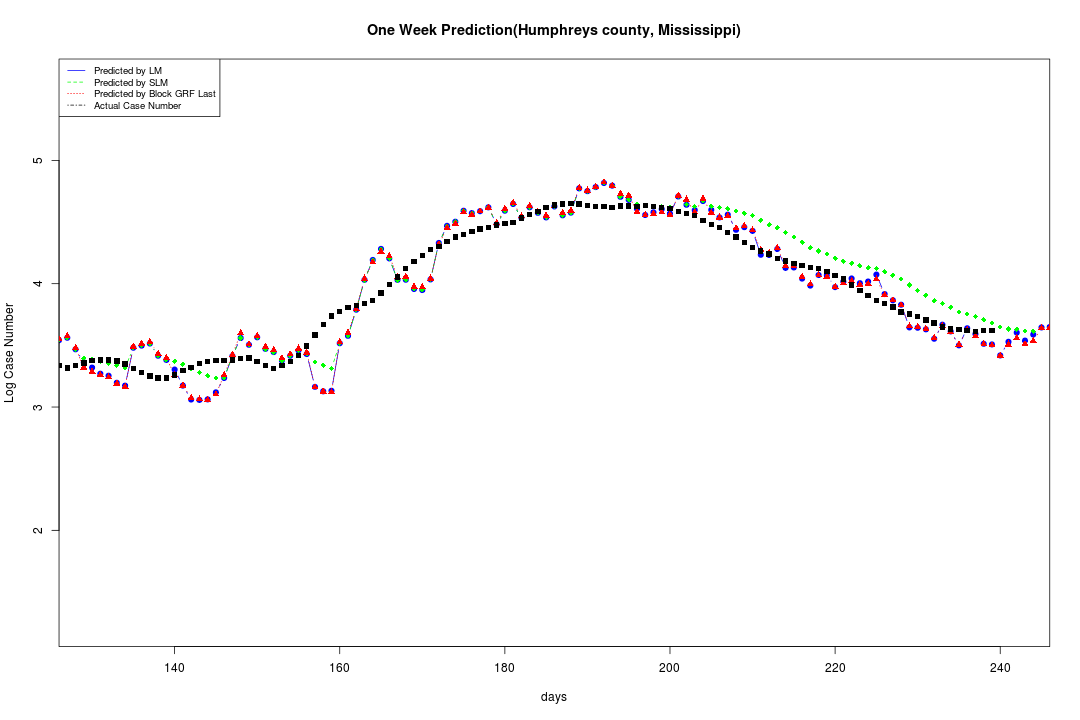 One Week Prediction(Humphreys county, Mississippi)
Predicted by LM
Predicted by SLM
Predicted by Block GRF Last
Actual Case Number
5
4
3
2
Log Case Number
140 160 180 200 220 240
days